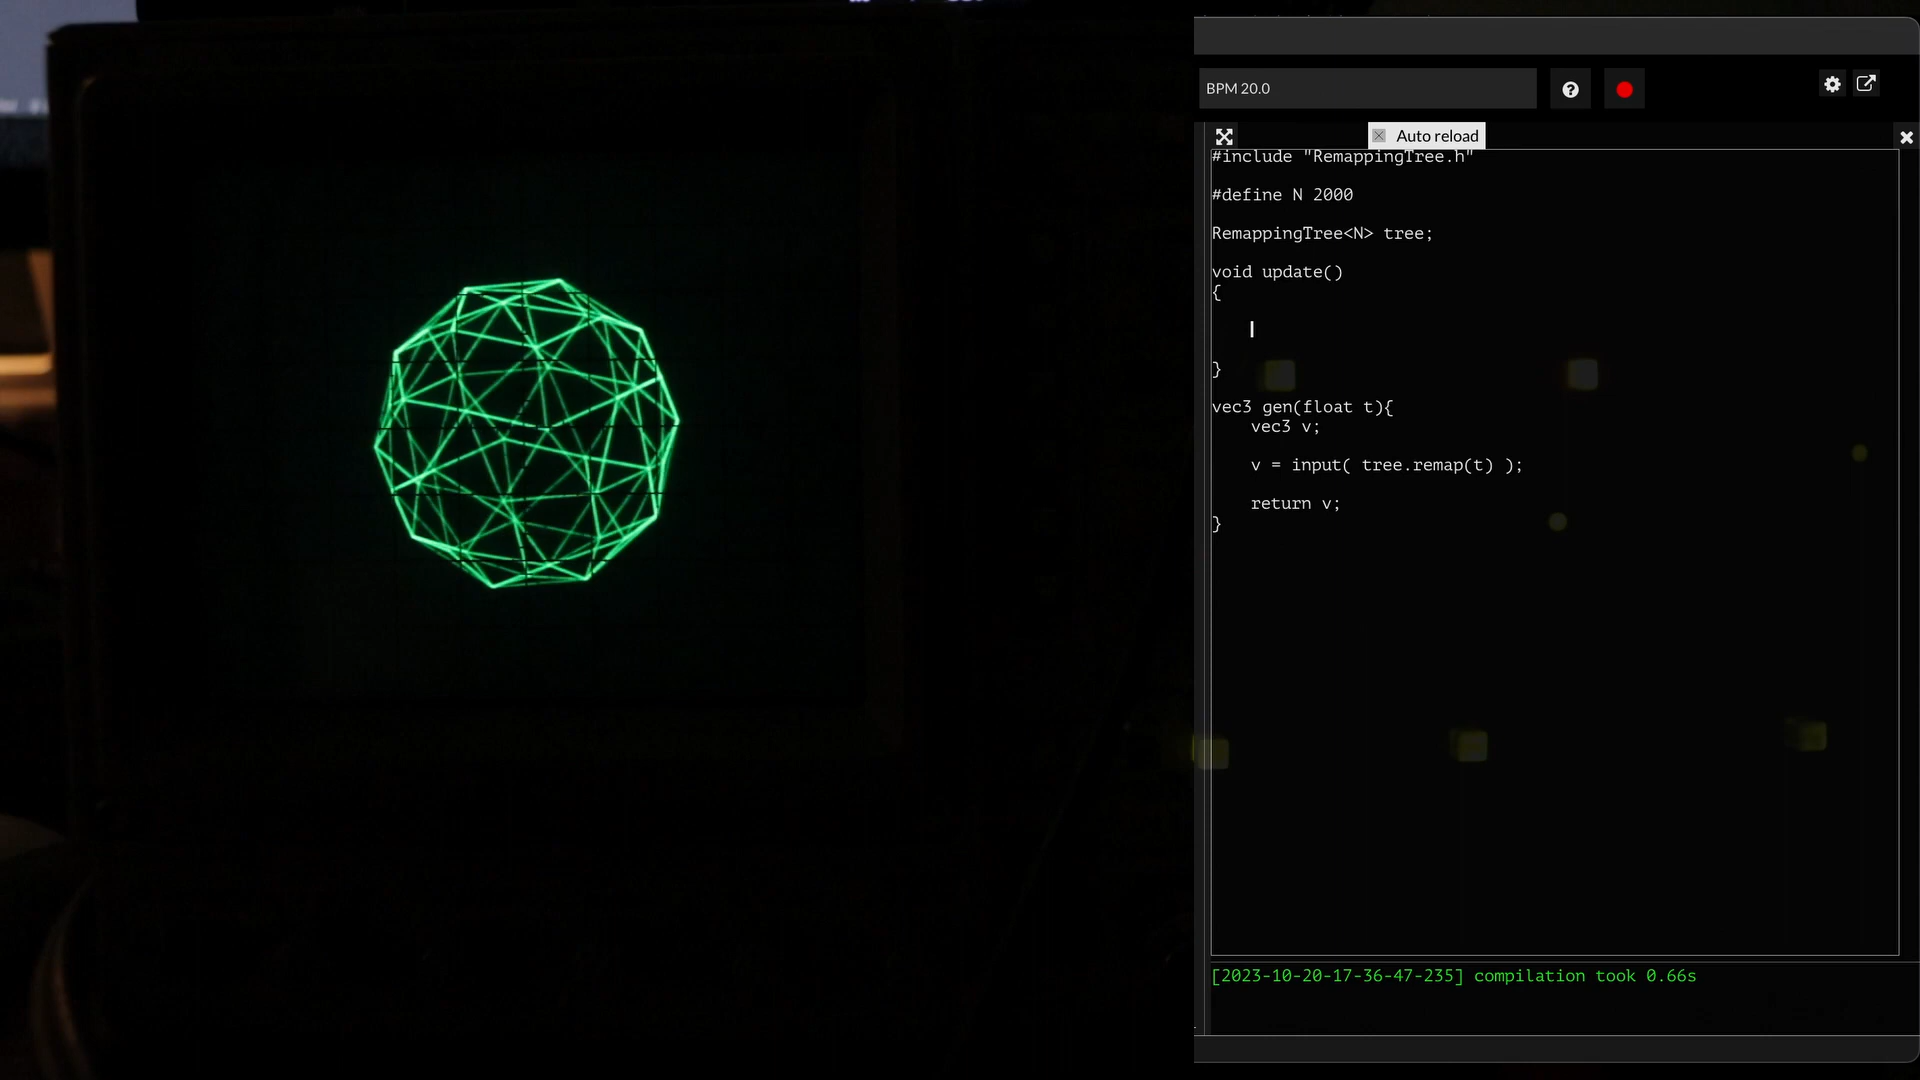 BPM 20.0
Auto reload
#include "RemappingTree.h"
#define N 2000
RemappingTree<N> tree;
void update()
{
}
vec3 gen(float t){
vec3 v;
v = input( tree.remap(t) );
return v;
}
[2023-10-20-17-36-47-235] compilation took 0.66s